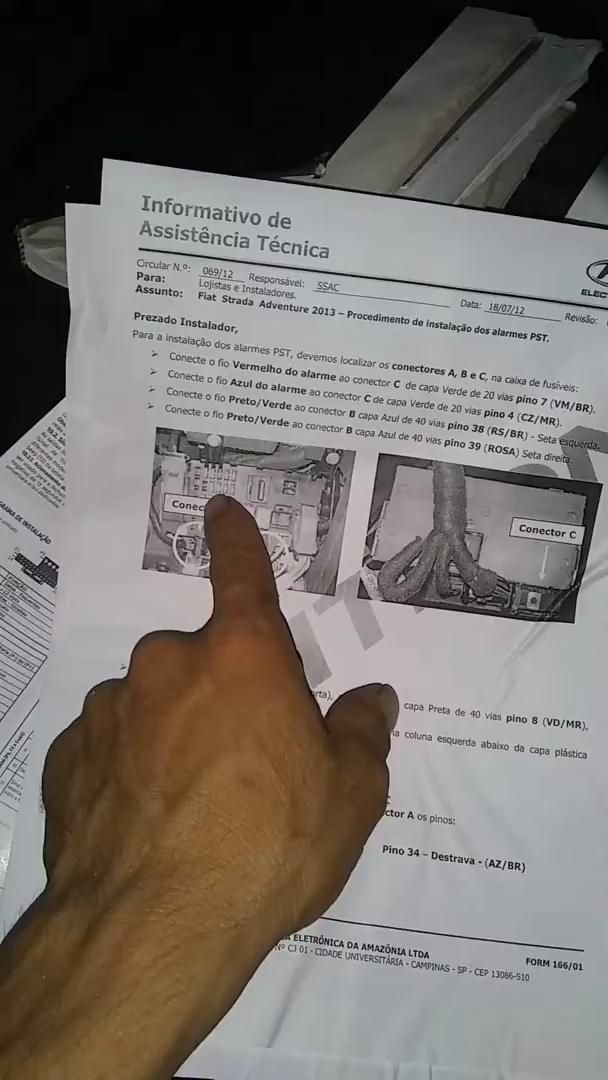 Informativo de
Assistência Técnica
Circular N.º: 069/12 Responsável: SSAC
Data: 18/07/12 Revisão:
Para: Lojistas e Instaladores.
Assunto: Fiat Strada Adventure 2013 – Procedimento de instalação dos alarmes PST.
ELEC
Prezado Instalador,
Para a instalação dos alarmes PST, devemos localizar os conectores A, B e C, na caixa de fusíveis:
➢ Conecte o fio Vermelho do alarme ao conector C de capa Verde de 20 vias pino 7 (VM/BR).
➢ Conecte o fio Azul do alarme ao conector C de capa Verde de 20 vias pino 4 (CZ/MR).
➢ Conecte o fio Preto/Verde ao conector B capa Azul de 40 vias pino 38 (RS/BR) - Seta esquerda,
➢ Conecte o fio Preto/Verde ao conector B capa Azul de 40 vias pino 39 (ROSA) Seta direita.
Conec
Conector C
rta),
capa Preta de 40 vias pino 8 (VD/MR),
na coluna esquerda abaixo da capa plástica
ctor A os pinos:
Pino 34 – Destrava - (AZ/BR)
ELETRÔNICA DA AMAZÔNIA LTDA
FORM 166/01
Nº CJ 01 - CIDADE UNIVERSITÁRIA - CAMPINAS - SP - CEP 13086-510
GRAMA DE INSTALAÇÃO